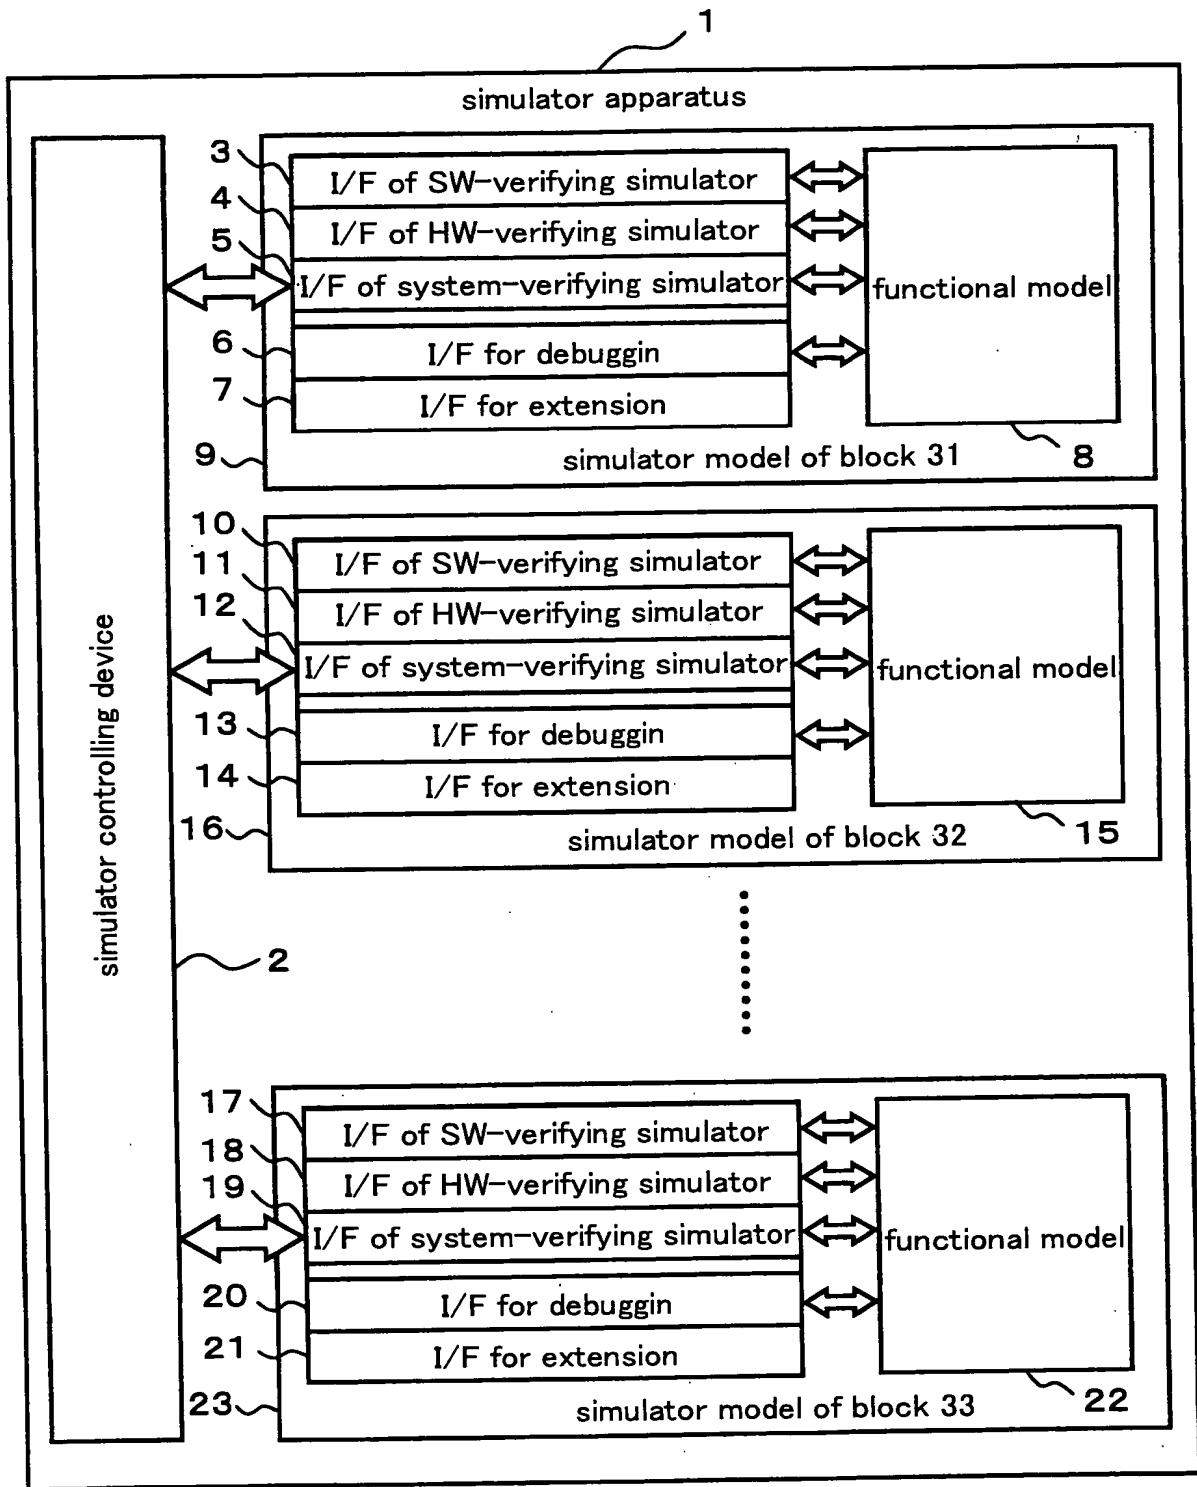 1
simulator apparatus
simulator controlling device
2
3
I/F of SW-verifying simulator
4
I/F of HW-verifying simulator
5
I/F of system-verifying simulator
6
I/F for debuggin
7
I/F for extension
functional model
8
9
simulator model of block 31
10
I/F of SW-verifying simulator
11
I/F of HW-verifying simulator
12
I/F of system-verifying simulator
13
I/F for debuggin
14
I/F for extension
functional model
15
16
simulator model of block 32
17
I/F of SW-verifying simulator
18
I/F of HW-verifying simulator
19
I/F of system-verifying simulator
20
I/F for debuggin
21
I/F for extension
functional model
22
23
simulator model of block 33